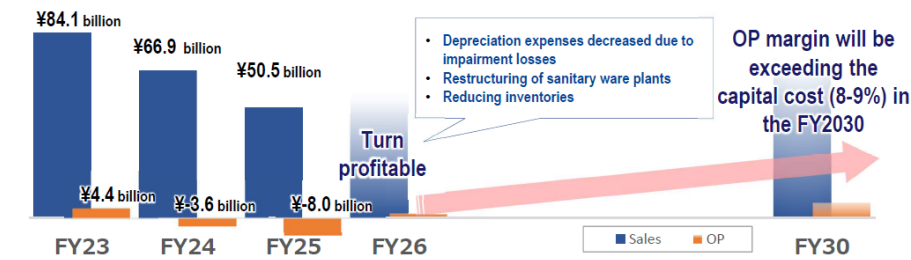 ¥84.1 billion
¥66.9 billion
¥50.5 billion
• Depreciation expenses decreased due to
impairment losses
• Restructuring of sanitary ware plants
• Reducing inventories
OP margin will be
exceeding the
capital cost (8-9%) in
the FY2030
Turn
profitable
¥4.4 billion
¥-3.6 billion
¥-8.0 billion
FY23
FY24
FY25
FY26
Sales
OP
FY30